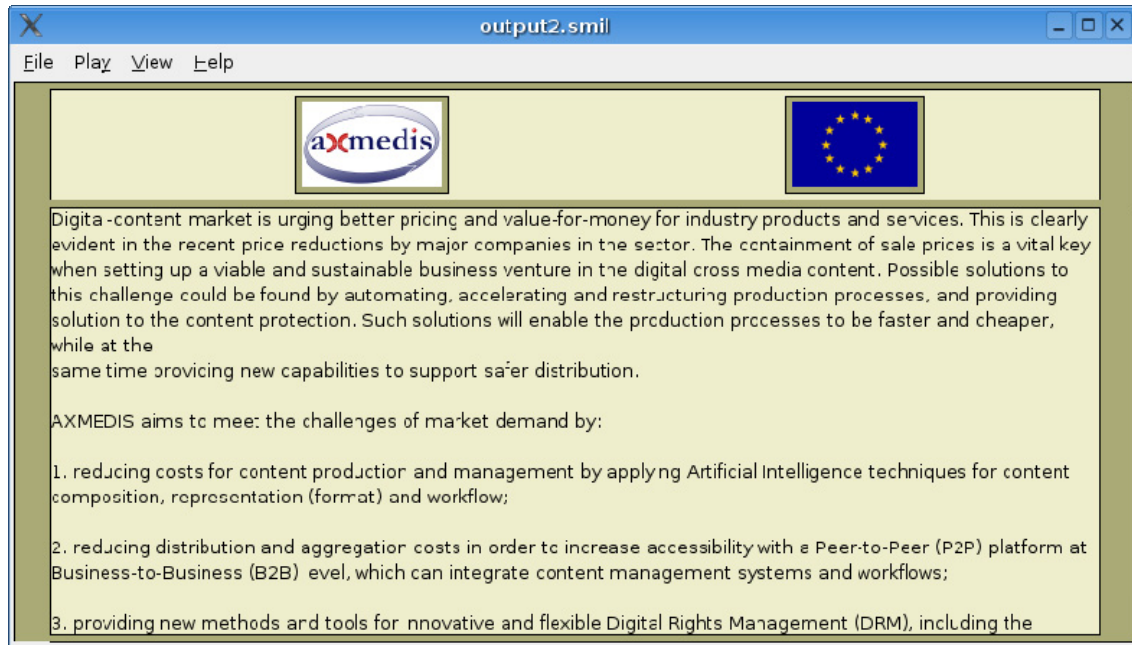 output2.smil
File Play View Help
axmedis
Digital-content market is urging better pricing and value-for-money for industry products and services. This is clearly
evident in the recent price reductions by major companies in the sector. The containment of sale prices is a vital key
when setting up a viable and sustainable business venture in the digital cross media content. Possible solutions to
this challenge could be found by automating, accelerating and restructuring production processes, and providing
solution to the content protection. Such solutions will enable the production processes to be faster and cheaper,
while at the
same time providing new capabilities to support safer distribution.
AXMEDIS aims to meet the challenges of market demand by:
1. reducing costs for content production and management by applying Artificial Intelligence techniques for content
composition, representation (format) and workflow;
2. reducing distribution and aggregation costs in order to increase accessibility with a Peer-to-Peer (P2P) platform at
Business-to-Business (B2B) level, which can integrate content management systems and workflows;
3. providing new methods and tools for innovative and flexible Digital Rights Management (DRM), including the